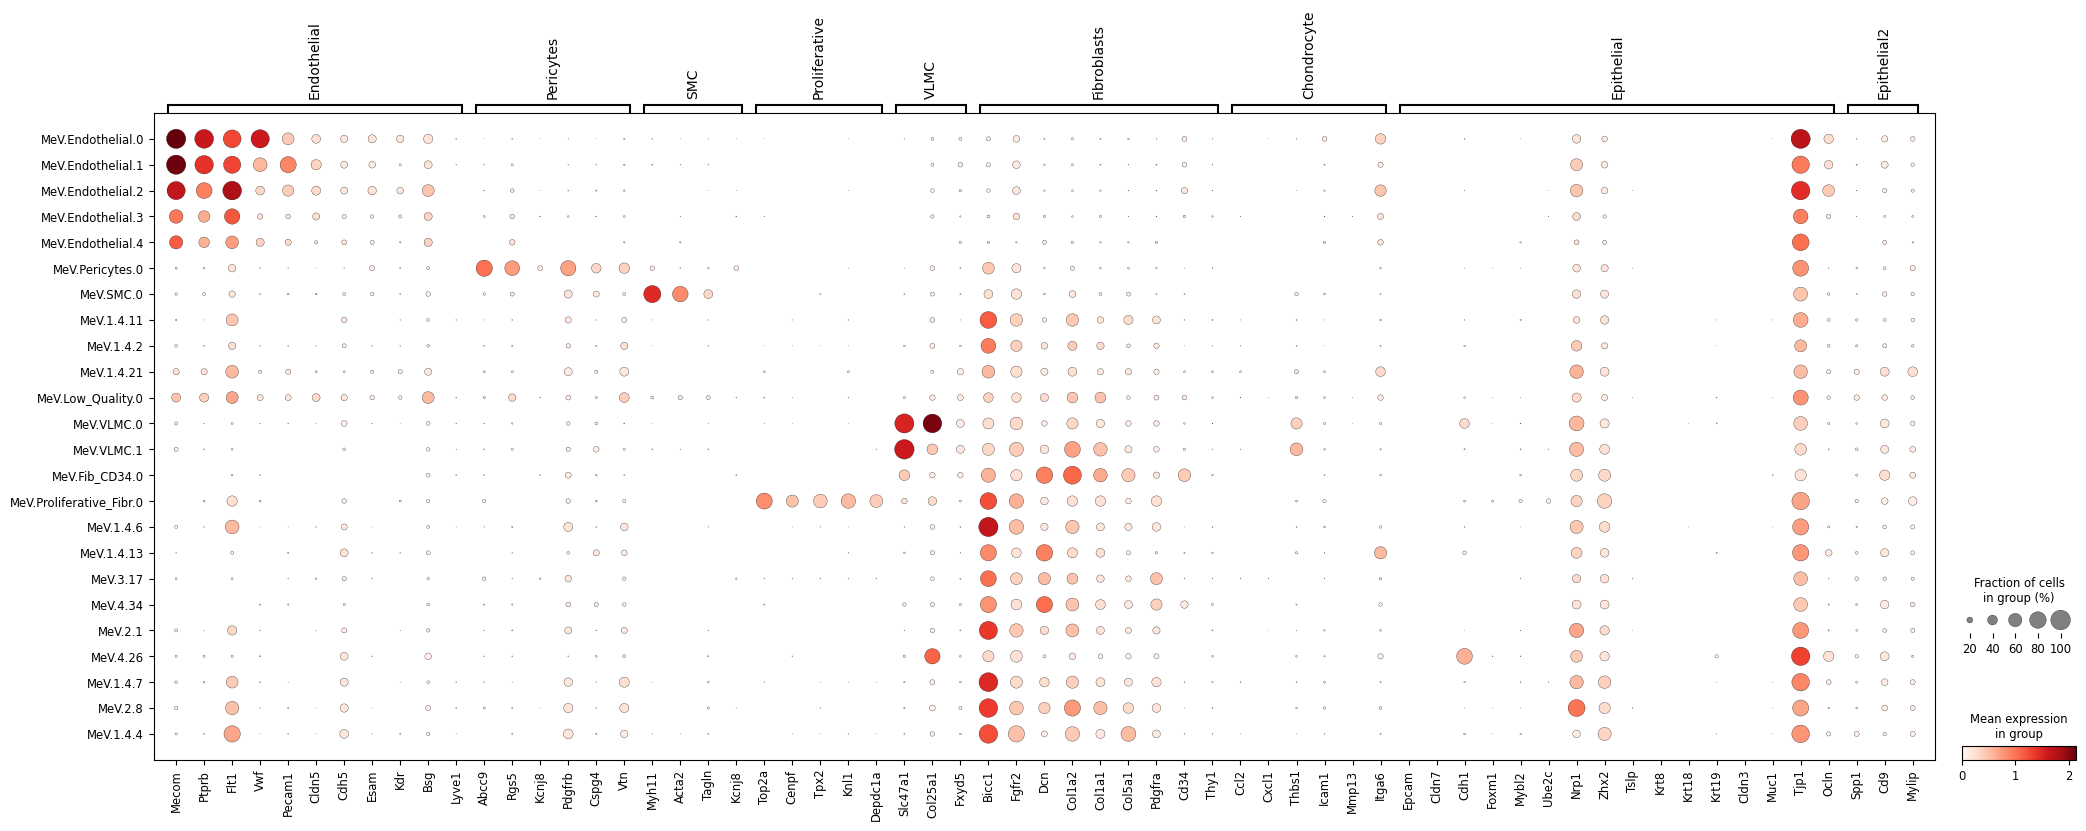 Endothelial
Pericytes
SMC
Proliferative
VLMC
Fibroblasts
Chondrocyte
Epithelial
Epithelial2
MeV.Endothelial.0
MeV.Endothelial.1
MeV.Endothelial.2
MeV.Endothelial.3
MeV.Endothelial.4
MeV.Pericytes.0
MeV.SMC.0
MeV.1.4.11
MeV.1.4.2
MeV.1.4.21
MeV.Low_Quality.0
MeV.VLMC.0
MeV.VLMC.1
MeV.Fib_CD34.0
MeV.Proliferative_Fibr.0
MeV.1.4.6
MeV.1.4.13
MeV.3.17
MeV.4.34
MeV.2.1
MeV.4.26
MeV.1.4.7
MeV.2.8
MeV.1.4.4
Mecom
Ptprb
Flt1
Vwf
Pecam1
Cldn5
Cdh5
Esam
Kdr
Bsg
Lyve1
Abcc9
Rgs5
Kcnj8
Pdgfrb
Cspg4
Vtn
Myh11
Acta2
Tagln
Kcnj8
Top2a
Cenpf
Tpx2
Knl1
Depdc1a
Slc47a1
Col25a1
Fxyd5
Bicc1
Fgfr2
Dcn
Col1a2
Col1a1
Col5a1
Pdgfra
Cd34
Thy1
Ccl2
Cxcl1
Thbs1
Icam1
Mmp13
Itga6
Epcam
Cldn7
Cdh1
Foxm1
Mybl2
Ube2c
Nrp1
Zhx2
Tslp
Krt8
Krt18
Krt19
Cldn3
Muc1
Tjp1
Ocln
Spp1
Cd9
Mylip
Fraction of cells
in group (%)
20 40 60 80 100
Mean expression
in group
0 1 2